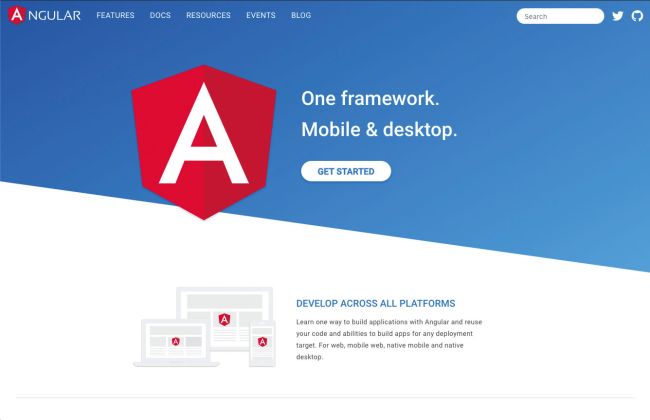 ANGULAR FEATURES DOCS RESOURCES EVENTS BLOG Search
A
One framework.
Mobile & desktop.
GET STARTED
DEVELOP ACROSS ALL PLATFORMS
Learn one way to build applications with Angular and reuse
your code and abilities to build apps for any deployment
target. For web, mobile web, native mobile and native
desktop.